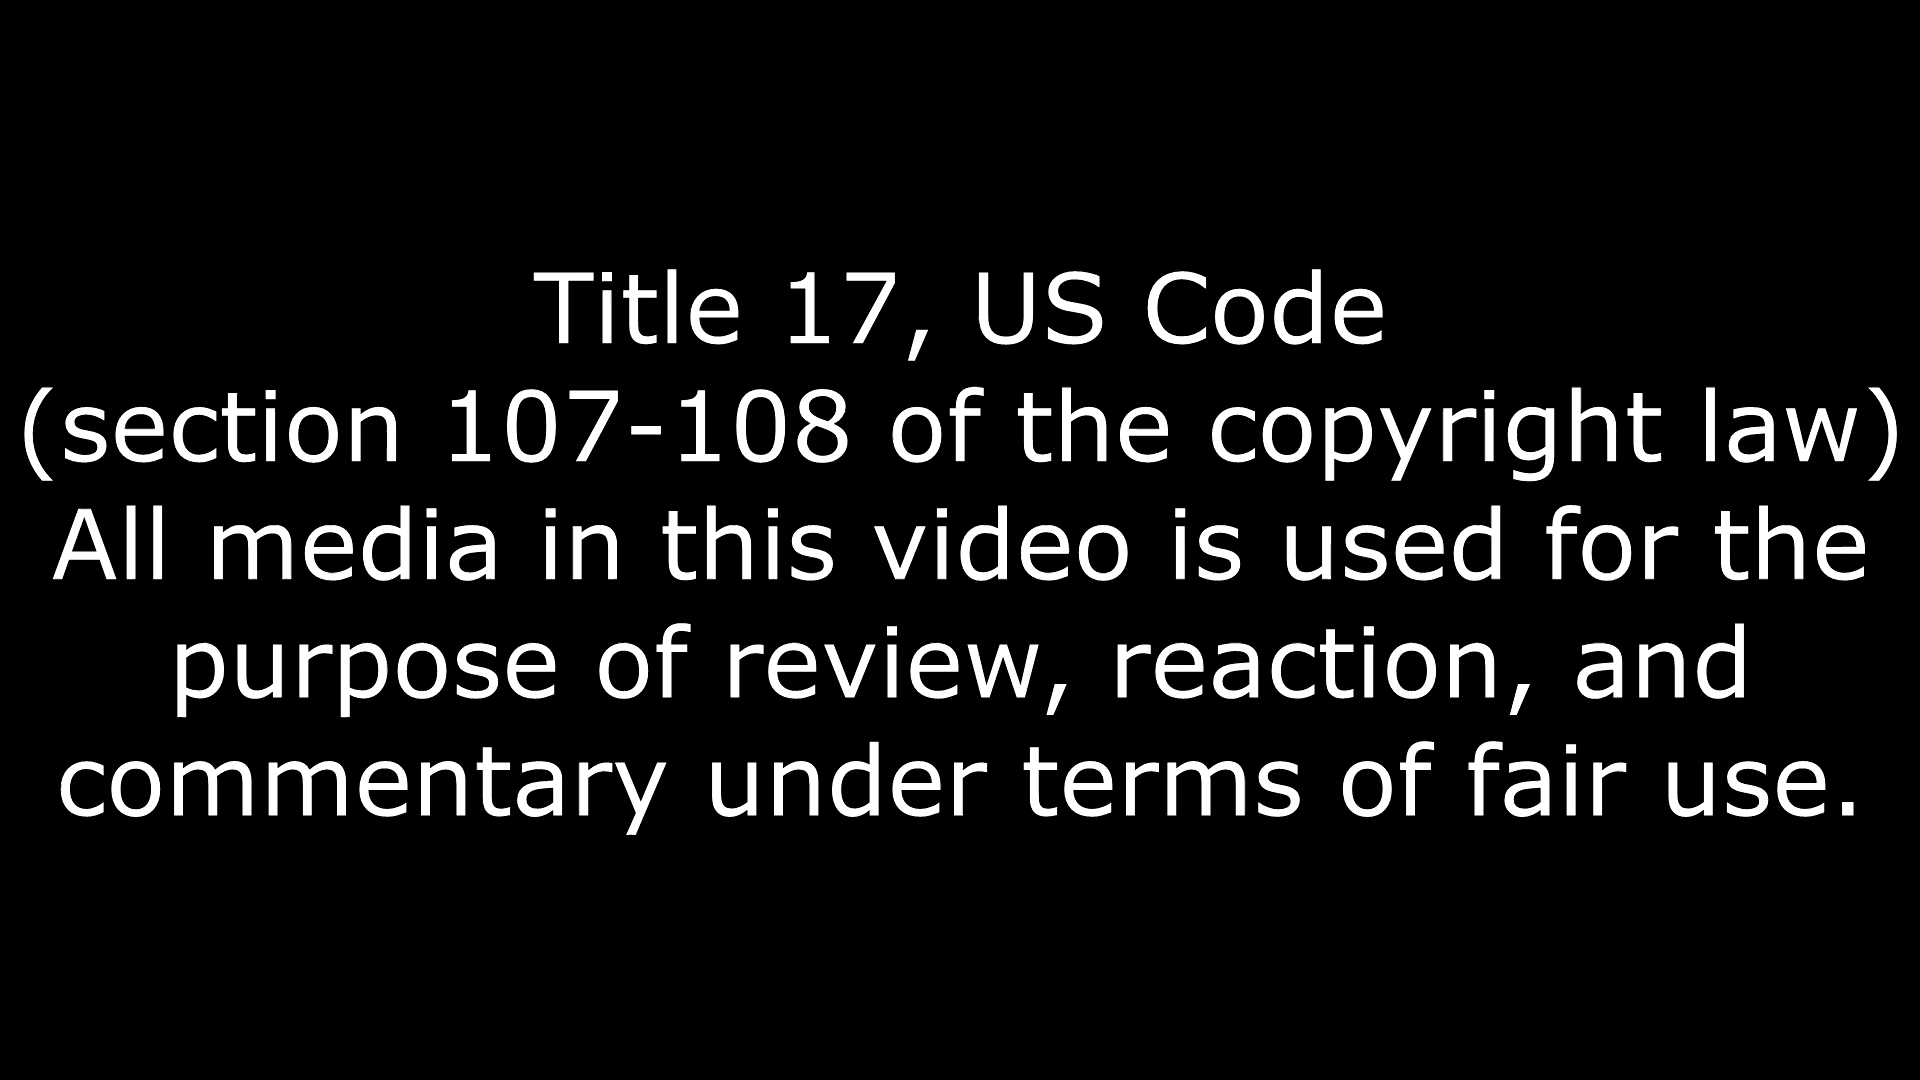 Title 17, US Code
(section 107-108 of the copyright law)
All media in this video is used for the
purpose of review, reaction, and
commentary under terms of fair use.